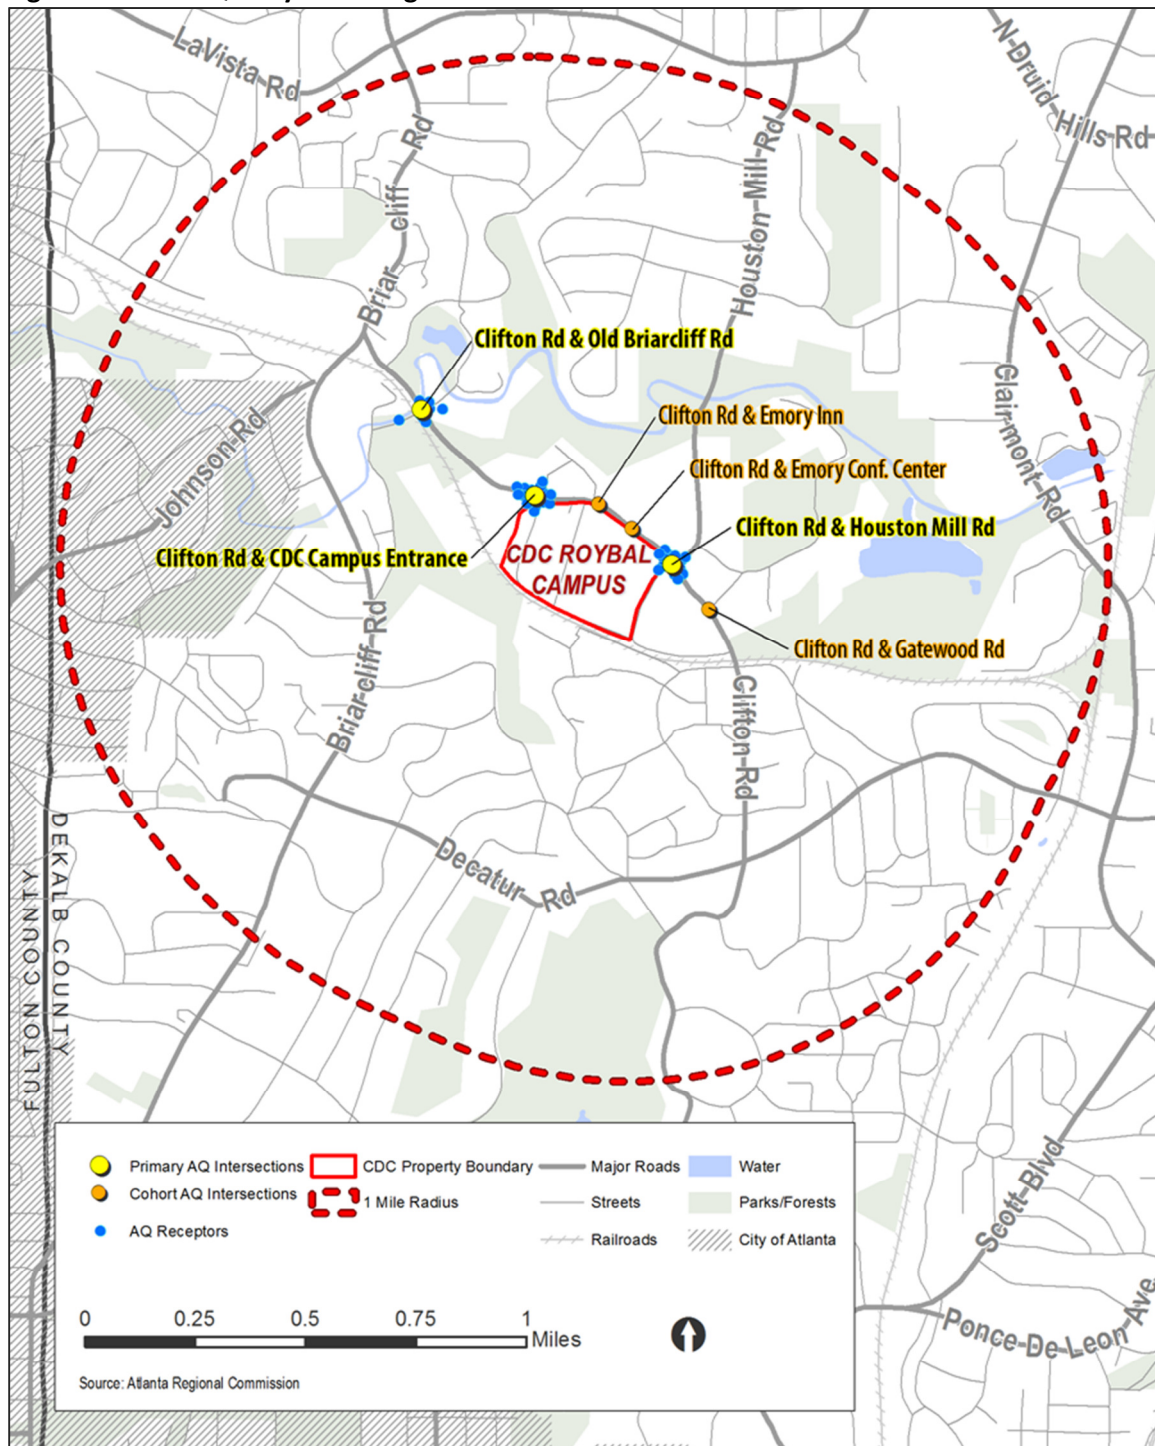 LaVista Rd
N-Druid Hills Rd
Briar cliff Rd
Houston-Mill-Rd
Clifton Rd & Old Briarcliff Rd
Clairmont-Rd
Clifton Rd & Emory Inn
Johnson-Rd
Clifton Rd & Emory Conf. Center
Clifton Rd & Houston Mill Rd
Clifton Rd & CDC Campus Entrance
CDC ROYBAL
CAMPUS
Clifton Rd & Gatewood Rd
Briar-cliff-Rd
Clifton-Rd
Decatur Rd
FULTON COUNTY
DEKALB COUNTY
Scott-Blvd
Ponce-De-Leon-Ave
Primary AQ Intersections
CDC Property Boundary
Major Roads
Water
Cohort AQ Intersections
1 Mile Radius
Streets
Parks/Forests
AQ Receptors
Railroads
City of Atlanta
0 0.25 0.5 0.75 1
Miles
Source: Atlanta Regional Commission